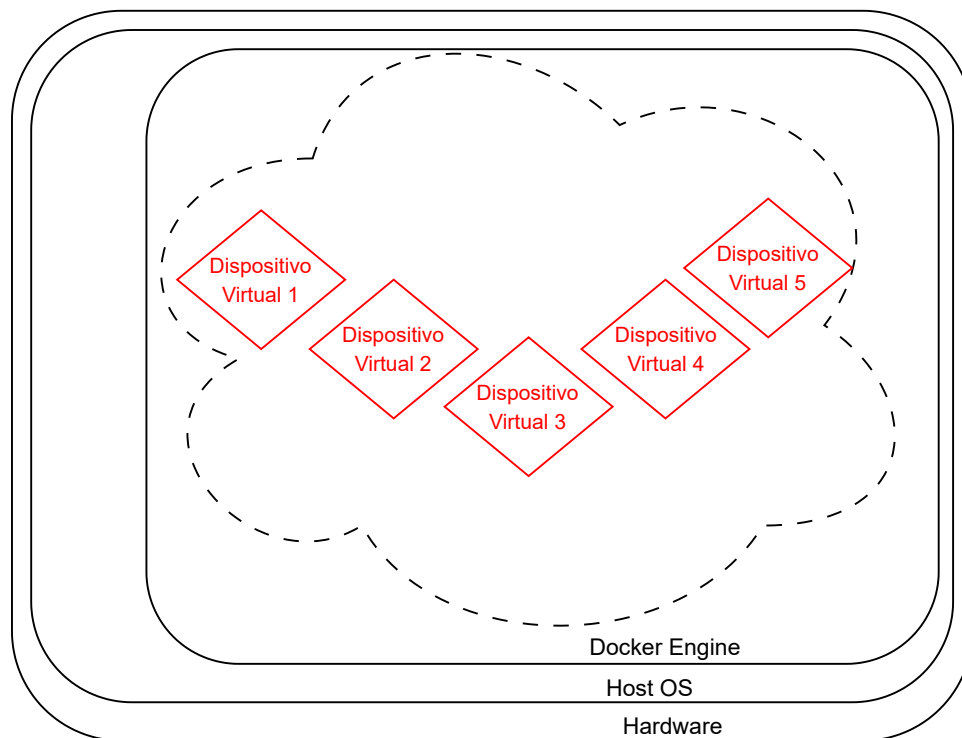 Dispositivo
Virtual 1
Dispositivo
Virtual 2
Dispositivo
Virtual 3
Dispositivo
Virtual 4
Dispositivo
Virtual 5
Docker Engine
Host OS
Hardware